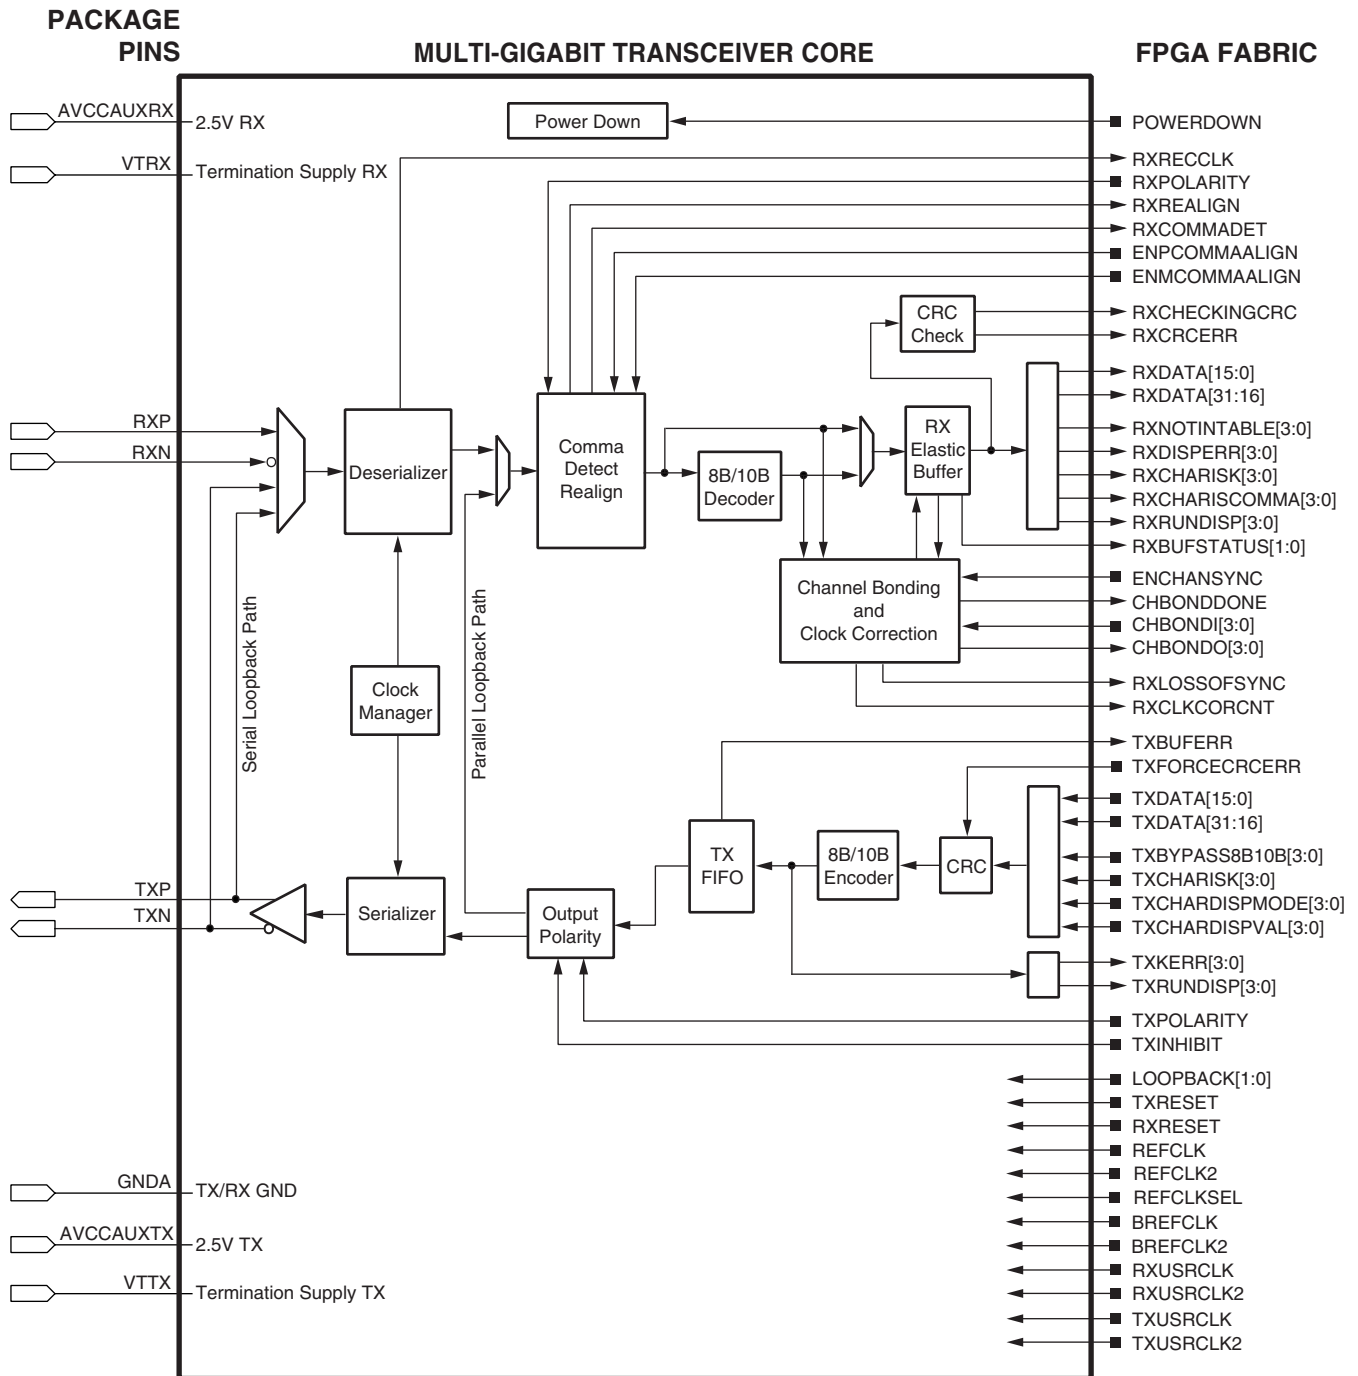 PACKAGE
PINS
MULTI-GIGABIT TRANSCEIVER CORE
FPGA FABRIC
AVCCAUXRX
2.5V RX
VTRX
Termination Supply RX
Power Down
POWERDOWN
RXRECCLK
RXPOLARITY
RXREALIGN
RXCOMMADET
ENPCOMMAALIGN
ENMCOMMAALIGN
CRC
Check
RXCHECKINGCRC
RXCRCERR
RXDATA[15:0]
RXDATA[31:16]
RXNOTINTABLE[3:0]
RXDISPERR[3:0]
RXCHARISK[3:0]
RXCHARISCOMMA[3:0]
RXRUNDISP[3:0]
RXBUFSTATUS[1:0]
RXP
RXN
Deserializer
Comma
Detect
Realign
8B/10B
Decoder
RX
Elastic
Buffer
Channel Bonding
and
Clock Correction
ENCHANSYNC
CHBONDDONE
CHBONDI[3:0]
CHBONDO[3:0]
RXLOSSOFSYNC
RXCLKCORCNT
Serial Loopback Path
Clock
Manager
Parallel Loopback Path
TXBUFERR
TXFORCECRCERR
TXDATA[15:0]
TXDATA[31:16]
TXBYPASS8B10B[3:0]
TXCHARISK[3:0]
TXCHARDISPMODE[3:0]
TXCHARDISPVAL[3:0]
TXKERR[3:0]
TXRUNDISP[3:0]
TXPOLARITY
TXINHIBIT
TX
FIFO
8B/10B
Encoder
CRC
TXP
TXN
Serializer
Output
Polarity
LOOPBACK[1:0]
TXRESET
RXRESET
REFCLK
REFCLK2
REFCLKSEL
BREFCLK
BREFCLK2
RXUSRCLK
RXUSRCLK2
TXUSRCLK
TXUSRCLK2
GNDA
TX/RX GND
AVCCAUXTX
2.5V TX
VTTX
Termination Supply TX